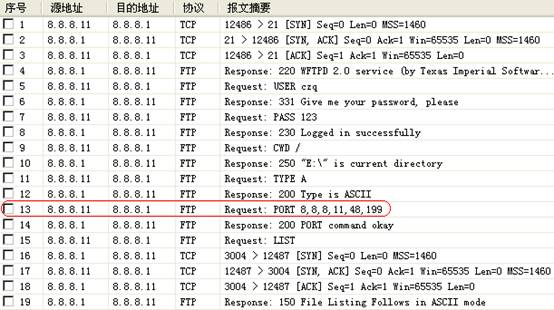 序号 源地址 目的地址 协议 报文摘要
1 8.8.8.11 8.8.8.1 TCP 12486 > 21 [SYN] Seq=0 Len=0 MSS=1460
2 8.8.8.1 8.8.8.11 TCP 21 > 12486 [SYN, ACK] Seq=0 Ack=1 Win=65535 Len=0 MSS=1460
3 8.8.8.11 8.8.8.1 TCP 12486 > 21 [ACK] Seq=1 Ack=1 Win=65535 Len=0
4 8.8.8.1 8.8.8.11 FTP Response: 220 WFTPD 2.0 service (by Texas Imperial Softwar...
5 8.8.8.11 8.8.8.1 FTP Request: USER czq
6 8.8.8.1 8.8.8.11 FTP Response: 331 Give me your password, please
7 8.8.8.11 8.8.8.1 FTP Request: PASS 123
8 8.8.8.1 8.8.8.11 FTP Response: 230 Logged in successfully
9 8.8.8.11 8.8.8.1 FTP Request: CWD /
10 8.8.8.1 8.8.8.11 FTP Response: 250 "E:\" is current directory
11 8.8.8.11 8.8.8.1 FTP Request: TYPE A
12 8.8.8.1 8.8.8.11 FTP Response: 200 Type is ASCII
13 8.8.8.11 8.8.8.1 FTP Request: PORT 8,8,8,11,48,199
14 8.8.8.1 8.8.8.11 FTP Response: 200 PORT command okay
15 8.8.8.11 8.8.8.1 FTP Request: LIST
16 8.8.8.1 8.8.8.11 TCP 3004 > 12487 [SYN] Seq=0 Len=0 MSS=1460
17 8.8.8.11 8.8.8.1 TCP 12487 > 3004 [SYN, ACK] Seq=0 Ack=1 Win=65535 Len=0 MSS=1460
18 8.8.8.1 8.8.8.11 TCP 3004 > 12487 [ACK] Seq=1 Ack=1 Win=65535 Len=0
19 8.8.8.1 8.8.8.11 FTP Response: 150 File Listing Follows in ASCII mode